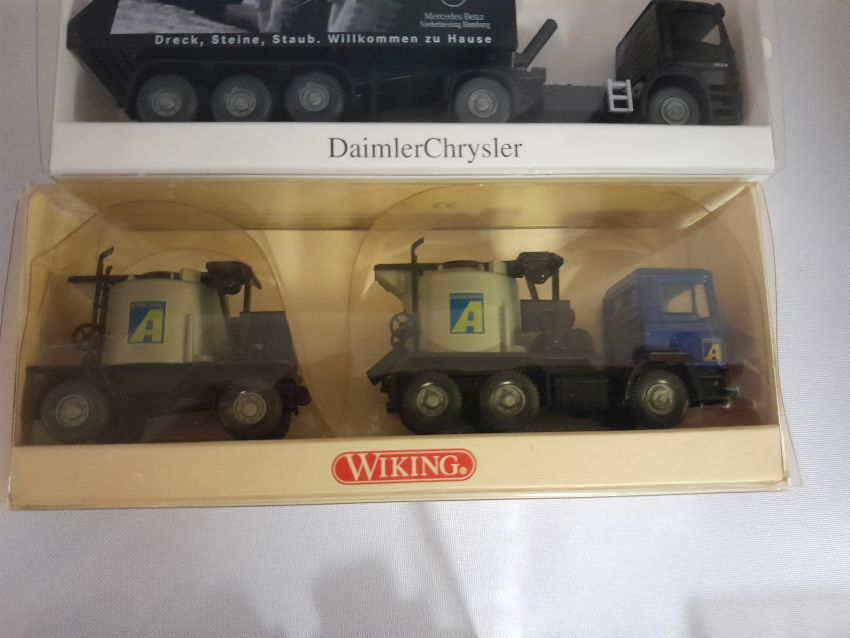 Mercedes-Benz
Niederlassung Hamburg
Dreck, Steine, Staub. Willkommen zu Hause
DaimlerChrysler
A
A
A
WIKING®